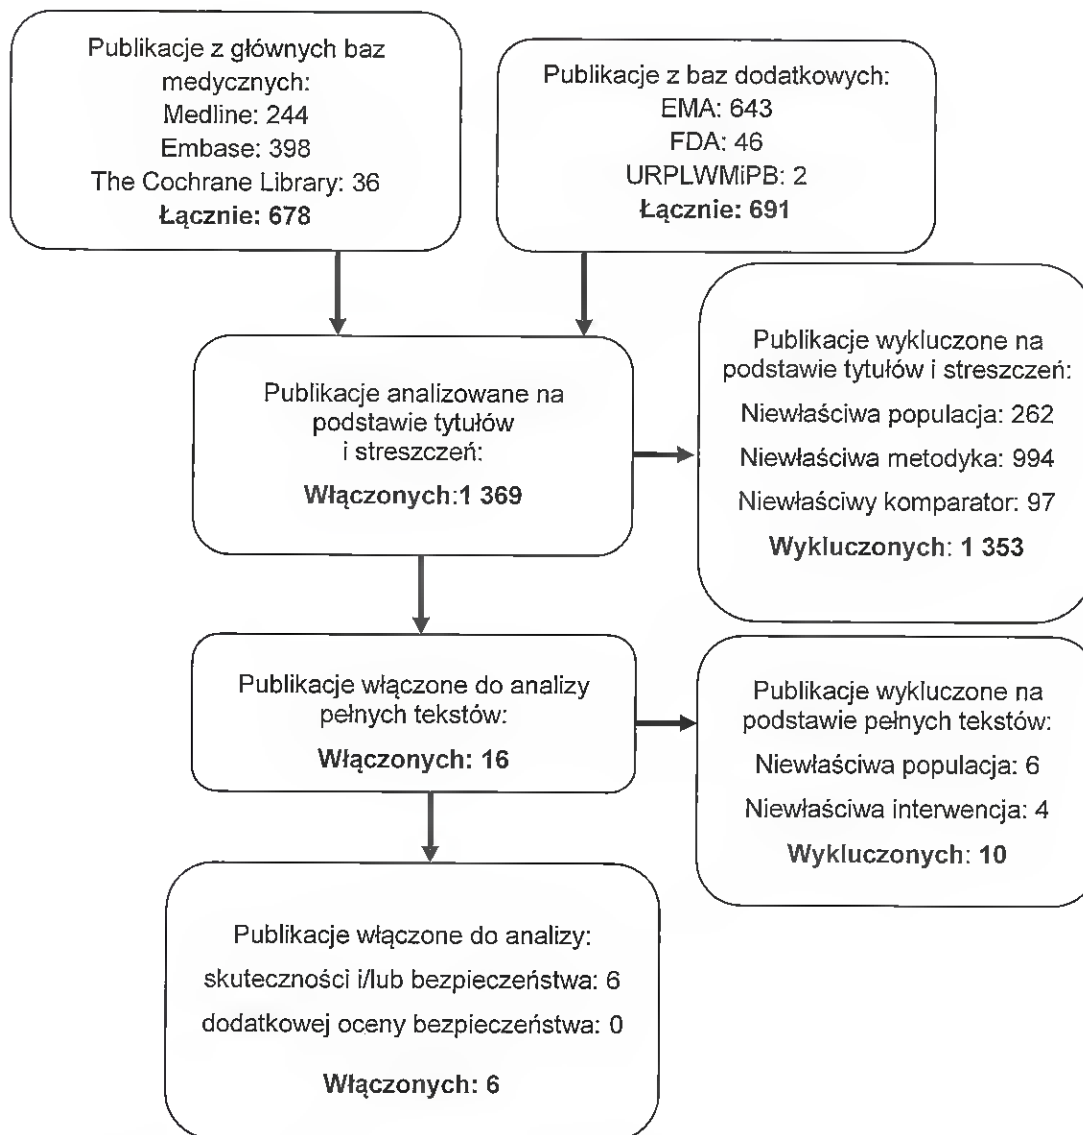 Publikacje z głównych baz
medycznych:
Medline: 244
Embase: 398
The Cochrane Library: 36
Łącznie: 678
Publikacje z baz dodatkowych:
EMA: 643
FDA: 46
URPLWMiPB: 2
Łącznie: 691
Publikacje analizowane na
podstawie tytułów
i streszczeń:
Włączonych:1 369
Publikacje wykluczone na
podstawie tytułów i streszczeń:
Niewłaściwa populacja: 262
Niewłaściwa metodyka: 994
Niewłaściwy komparator: 97
Wykluczonych: 1 353
Publikacje włączone do analizy
pełnych tekstów:
Włączonych: 16
Publikacje wykluczone na
podstawie pełnych tekstów:
Niewłaściwa populacja: 6
Niewłaściwa interwencja: 4
Wykluczonych: 10
Publikacje włączone do analizy:
skuteczności i/lub bezpieczeństwa: 6
dodatkowej oceny bezpieczeństwa: 0
Włączonych: 6